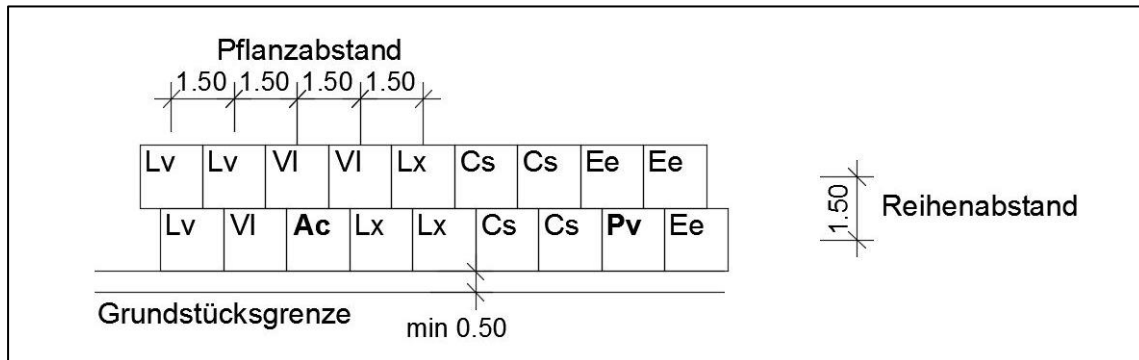 Pflanzabstand
1.50 1.50 1.50 1.50
Lv Lv Vl Vl Lx Cs Cs Ee Ee
1.50 Reihenabstand
Lv Vl Ac Lx Lx Cs Cs Pv Ee
Grundstücksgrenze
min 0.50